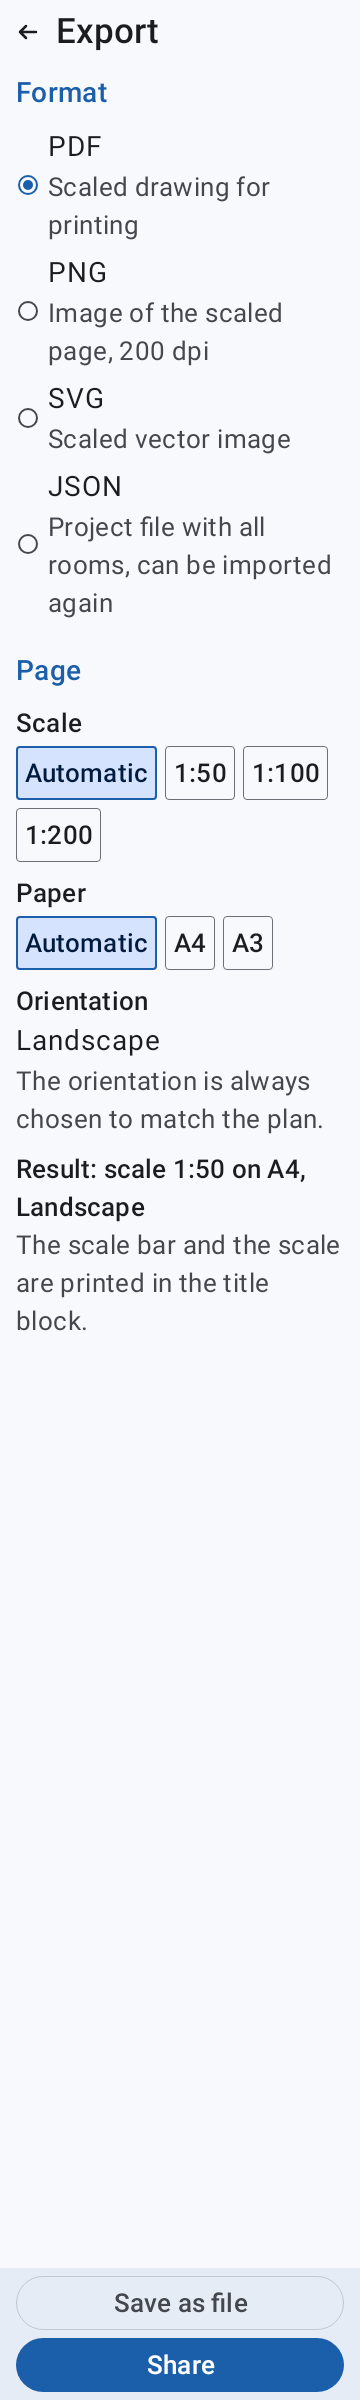 Export
Format
PDF
Scaled drawing for
printing
PNG
Image of the scaled
page, 200 dpi
SVG
Scaled vector image
JSON
Project file with all
rooms, can be imported
again
Page
Scale
Automatic 1:50 1:100
1:200
Paper
Automatic A4 A3
Orientation
Landscape
The orientation is always
chosen to match the plan.
Result: scale 1:50 on A4,
Landscape
The scale bar and the scale
are printed in the title
block.
Save as file
Share